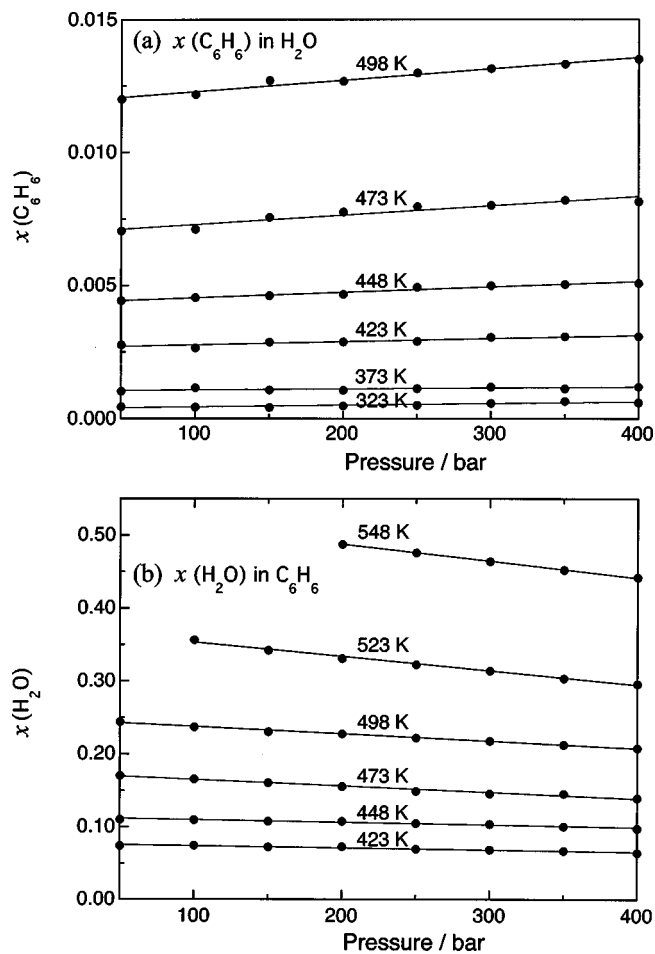 (a) x (C₆H₆) in H₂O
0.015
0.010
0.005
0.000
x (C₆H₆)
498 K
473 K
448 K
423 K
373 K
323 K
100 200 300 400
Pressure / bar
(b) x (H₂O) in C₆H₆
0.50
0.40
0.30
0.20
0.10
0.00
x (H₂O)
548 K
523 K
498 K
473 K
448 K
423 K
100 200 300 400
Pressure / bar